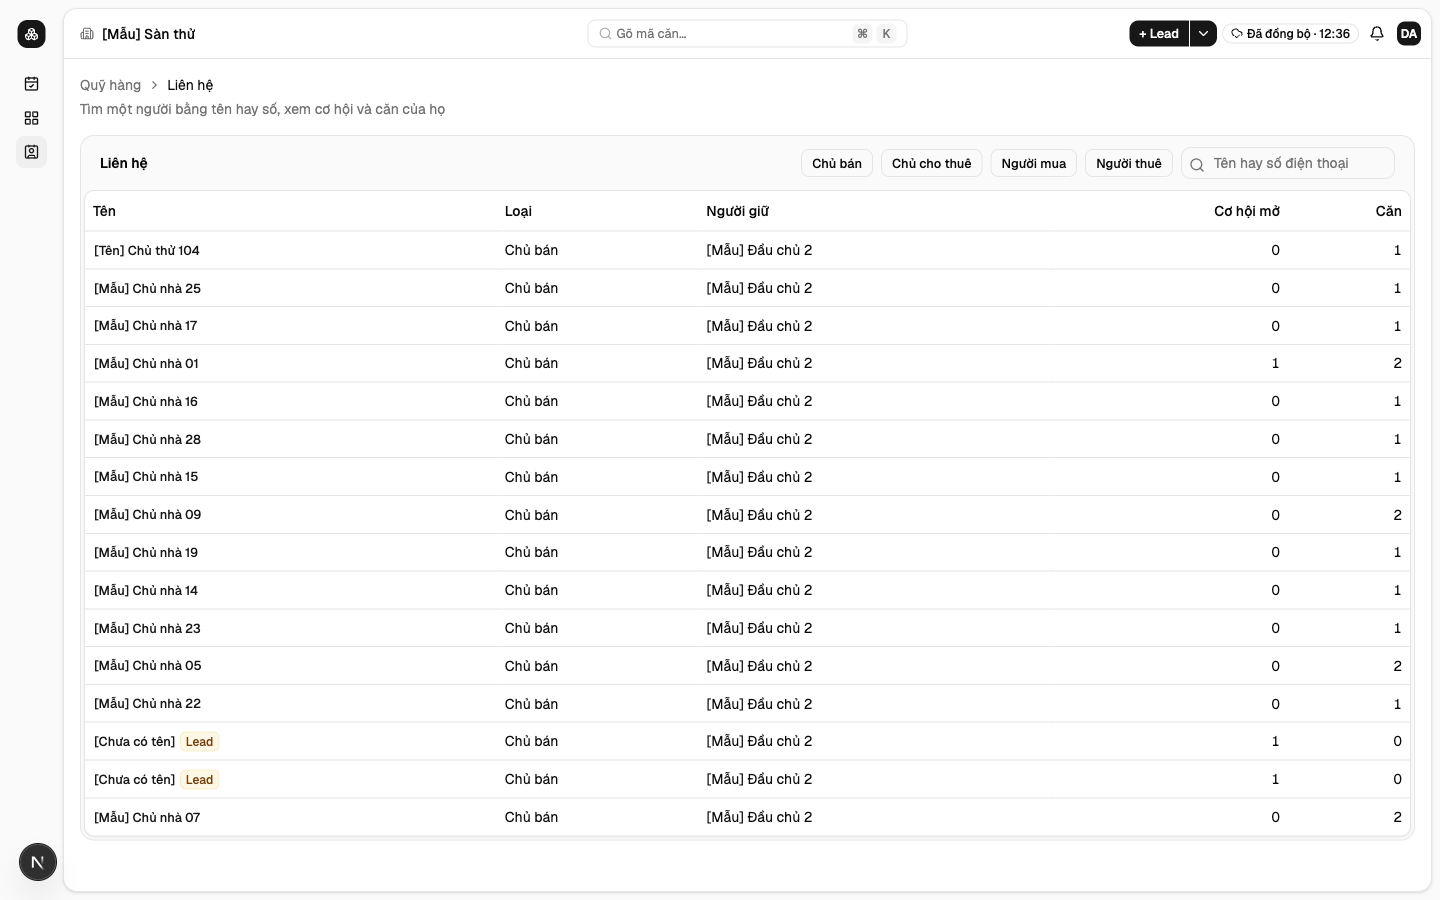 [Mẫu] Sàn thử
Gõ mã căn... ⌘ K
+ Lead
Đã đồng bộ · 12:36
DA
Quỹ hàng > Liên hệ
Tìm một người bằng tên hay số, xem cơ hội và căn của họ
Liên hệ
Chủ bán Chủ cho thuê Người mua Người thuê Tên hay số điện thoại
Tên Loại Người giữ Cơ hội mở Căn
[Tên] Chủ thử 104 Chủ bán [Mẫu] Đầu chủ 2 0 1
[Mẫu] Chủ nhà 25 Chủ bán [Mẫu] Đầu chủ 2 0 1
[Mẫu] Chủ nhà 17 Chủ bán [Mẫu] Đầu chủ 2 0 1
[Mẫu] Chủ nhà 01 Chủ bán [Mẫu] Đầu chủ 2 1 2
[Mẫu] Chủ nhà 16 Chủ bán [Mẫu] Đầu chủ 2 0 1
[Mẫu] Chủ nhà 28 Chủ bán [Mẫu] Đầu chủ 2 0 1
[Mẫu] Chủ nhà 15 Chủ bán [Mẫu] Đầu chủ 2 0 1
[Mẫu] Chủ nhà 09 Chủ bán [Mẫu] Đầu chủ 2 0 2
[Mẫu] Chủ nhà 19 Chủ bán [Mẫu] Đầu chủ 2 0 1
[Mẫu] Chủ nhà 14 Chủ bán [Mẫu] Đầu chủ 2 0 1
[Mẫu] Chủ nhà 23 Chủ bán [Mẫu] Đầu chủ 2 0 1
[Mẫu] Chủ nhà 05 Chủ bán [Mẫu] Đầu chủ 2 0 2
[Mẫu] Chủ nhà 22 Chủ bán [Mẫu] Đầu chủ 2 0 1
[Chưa có tên] Lead Chủ bán [Mẫu] Đầu chủ 2 1 0
[Chưa có tên] Lead Chủ bán [Mẫu] Đầu chủ 2 1 0
[Mẫu] Chủ nhà 07 Chủ bán [Mẫu] Đầu chủ 2 0 2
N